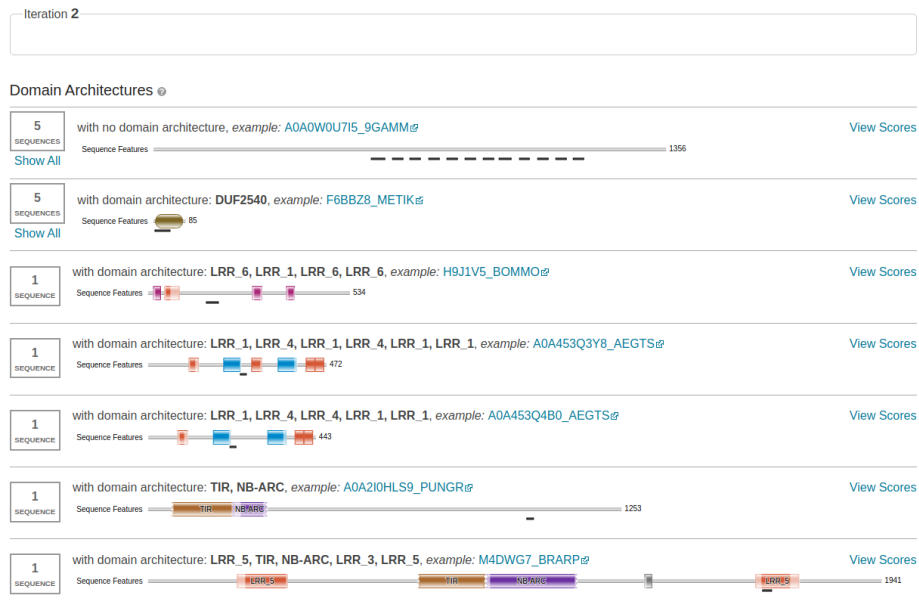 Iteration 2
Domain Architectures ?
5 SEQUENCES
with no domain architecture, example: A0A0W0U7I5_9GAMM
View Scores
Sequence Features 1356
Show All
5 SEQUENCES
with domain architecture: DUF2540, example: F6BBZ8_METIK
View Scores
Sequence Features 85
Show All
1 SEQUENCE
with domain architecture: LRR_6, LRR_1, LRR_6, LRR_6, example: H9J1V5_BOMMO
View Scores
Sequence Features 534
1 SEQUENCE
with domain architecture: LRR_1, LRR_4, LRR_1, LRR_4, LRR_1, LRR_1, example: A0A453Q3Y8_AEGTS
View Scores
Sequence Features 472
1 SEQUENCE
with domain architecture: LRR_1, LRR_4, LRR_4, LRR_1, LRR_1, example: A0A453Q4B0_AEGTS
View Scores
Sequence Features 443
1 SEQUENCE
with domain architecture: TIR, NB-ARC, example: A0A2I0HLS9_PUNGR
View Scores
Sequence Features TIR NB-ARC 1253
1 SEQUENCE
with domain architecture: LRR_5, TIR, NB-ARC, LRR_3, LRR_5, example: M4DWG7_BRARP
View Scores
Sequence Features LRR_5 TIR NB-ARC LRR_5 1941